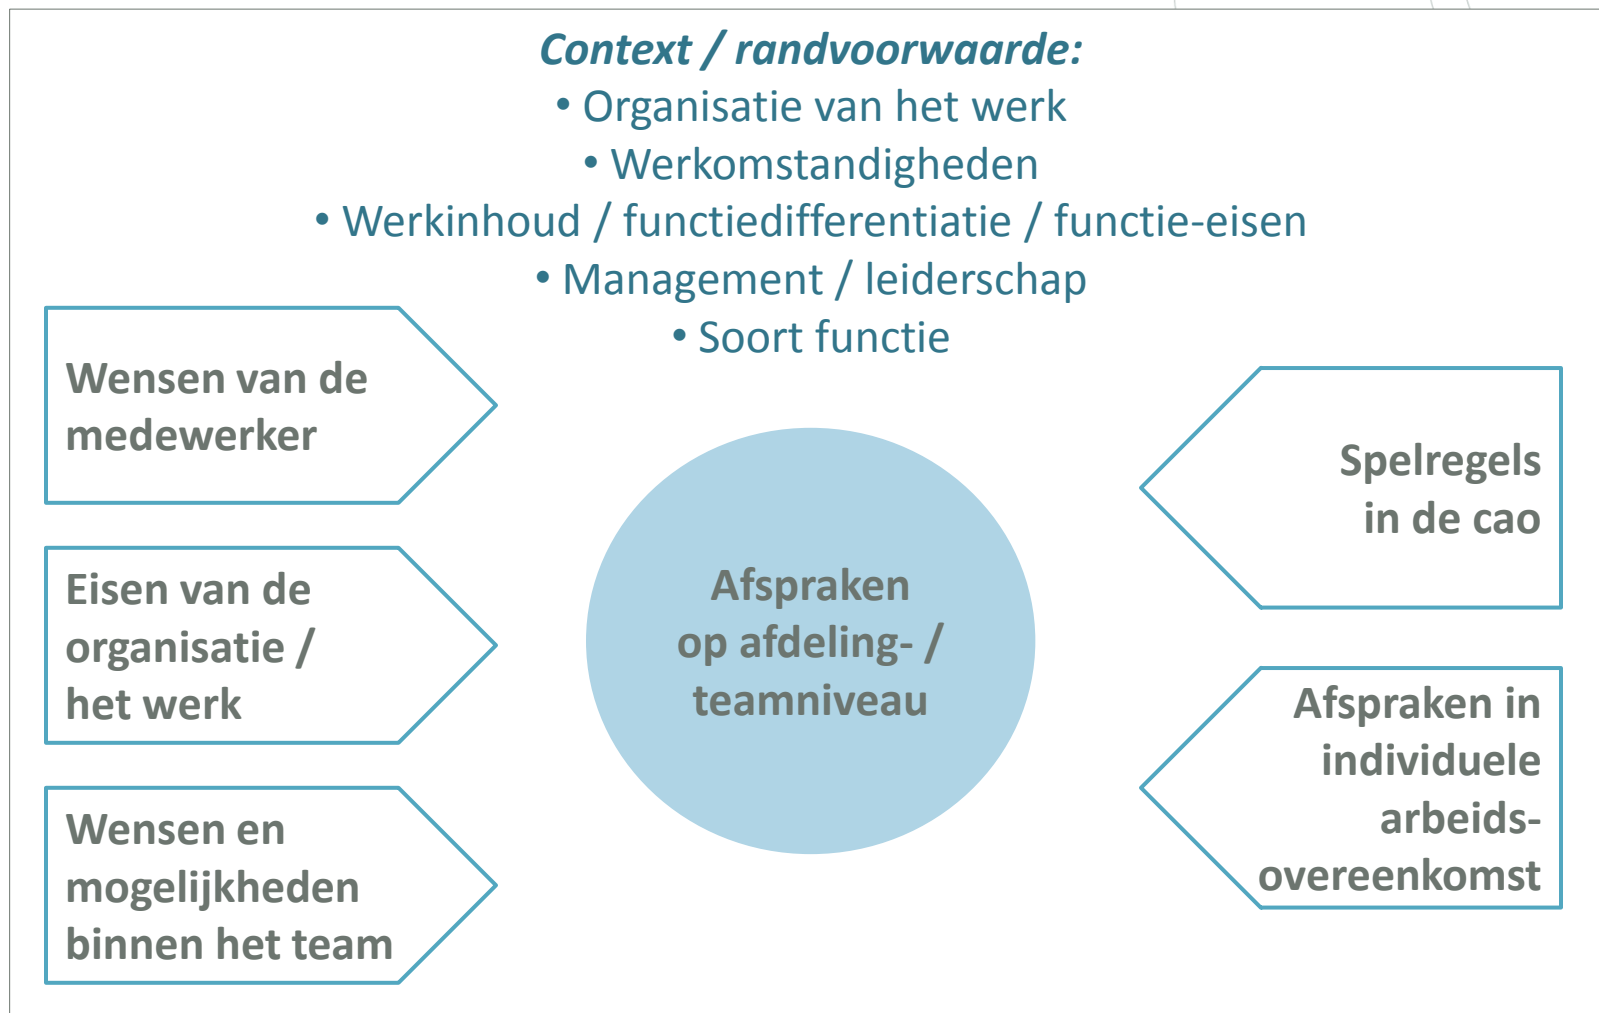 Context / randvoorwaarde:
• Organisatie van het werk
• Werkomstandigheden
• Werkinhoud / functiedifferentiatie / functie-eisen
• Management / leiderschap
• Soort functie
Wensen van de
medewerker
Eisen van de
organisatie /
het werk
Wensen en
mogelijkheden
binnen het team
Afspraken
op afdeling- /
teamniveau
Spelregels
in de cao
Afspraken in
individuele
arbeids-
overeenkomst